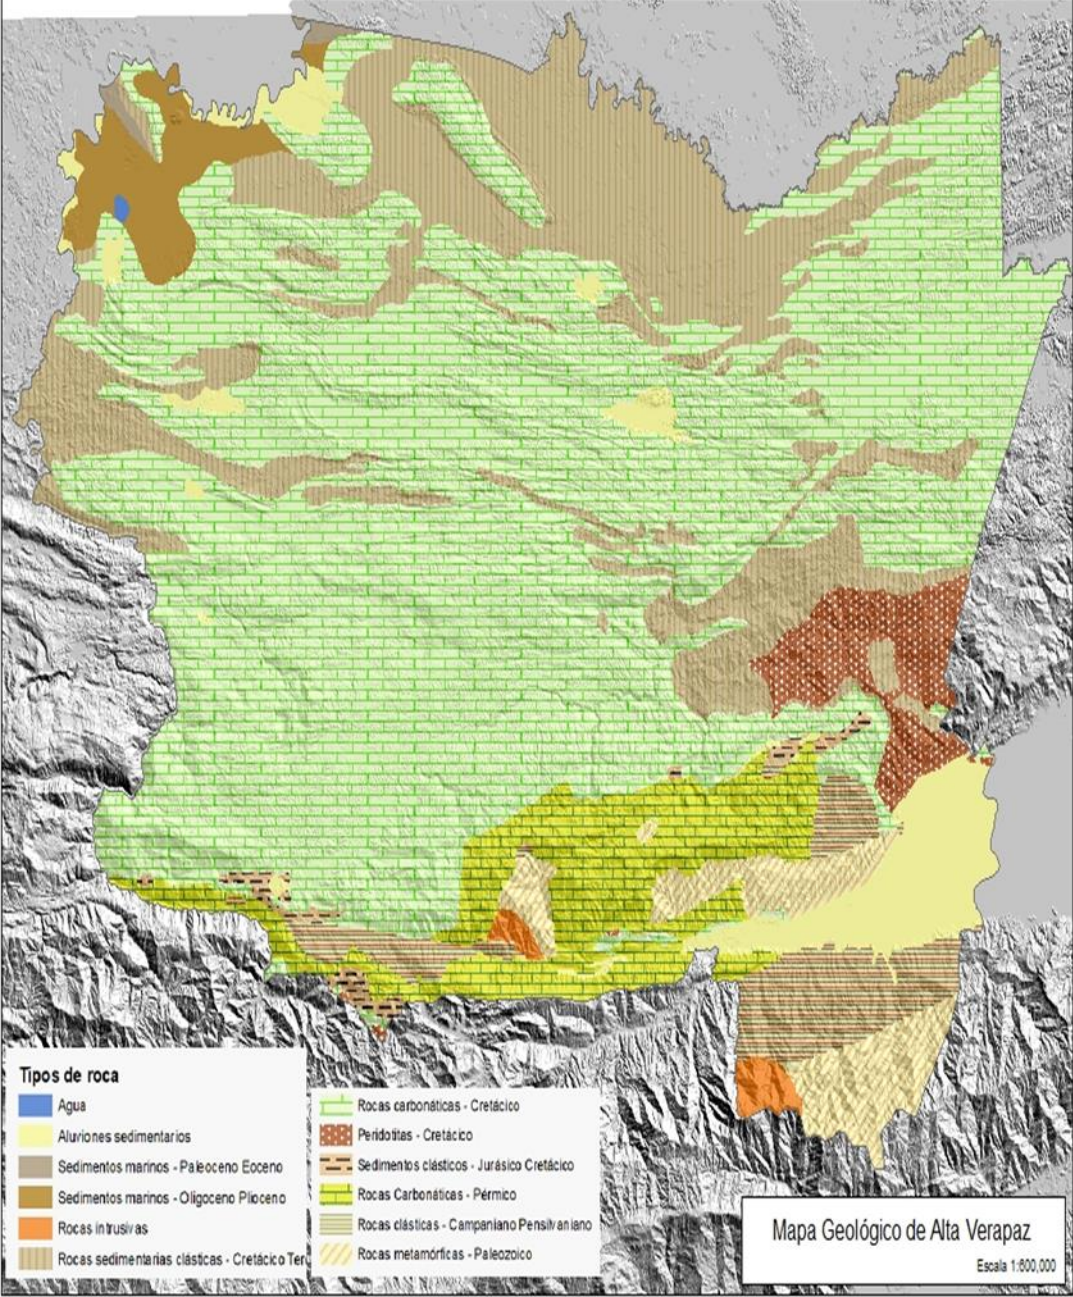 Tipos de roca
Agua
Aluviones sedimentarios
Sedimentos marinos - Paleoceno Eoceno
Sedimentos marinos - Oligoceno Plioceno
Rocas intrusivas
Rocas sedimentarias clásticas - Cretácico Terc
Rocas carbonáticas - Cretácico
Peridotitas - Cretácico
Sedimentos clásticos - Jurásico Cretácico
Rocas Carbonáticas - Pérmico
Rocas clásticas - Campaniano Pensilvaniano
Rocas metamórficas - Paleozoico
Mapa Geológico de Alta Verapaz
Escala 1:600,000